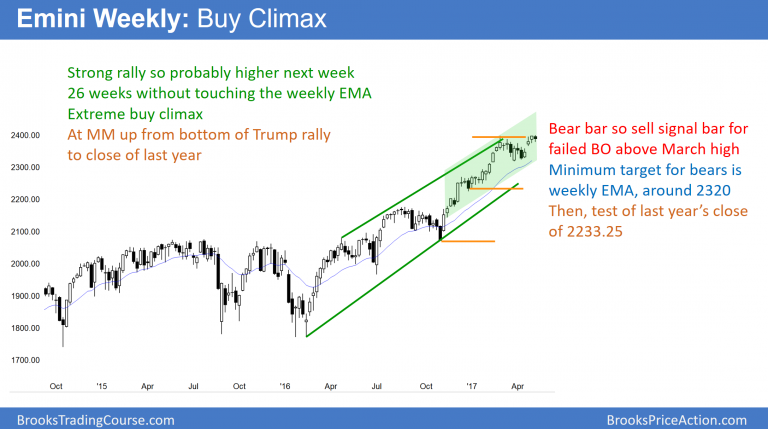 Emini Weekly: Buy Climax
Strong rally so probably higher next week
26 weeks without touching the weekly EMA
Extreme buy climax
At MM up from bottom of Trump rally
to close of last year
Bear bar so sell signal bar for
failed BO above March high
Minimum target for bears is
weekly EMA, around 2320
Then, test of last year's close
of 2233.25
2400.00
2300.00
2200.00
2100.00
2000.00
1900.00
1800.00
1700.00
Oct '15 Apr Jul Oct '16 Apr Jul Oct '17 Apr
BrooksTradingCourse.com BrooksPriceAction.com